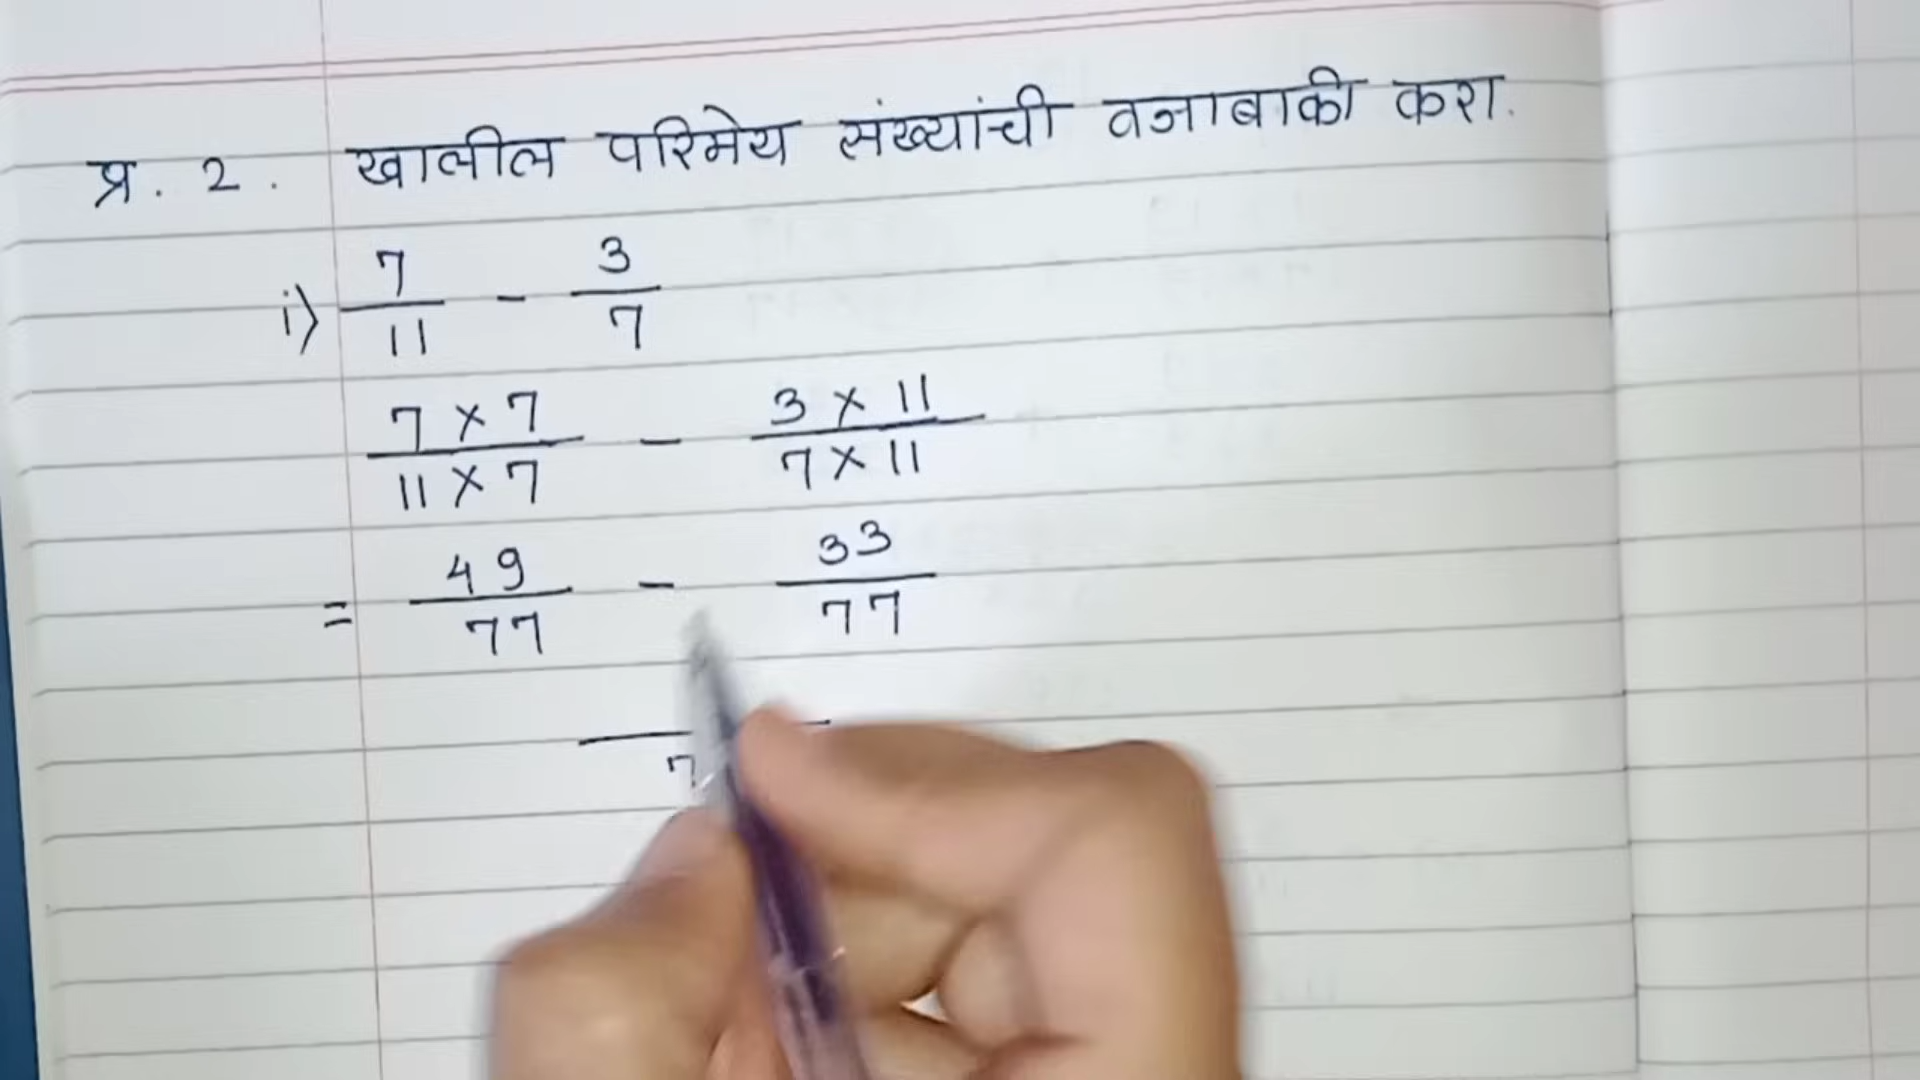 प्र. 2. खालील परिमेय संख्यांची वजाबाकी करा.
i) 7/11 - 3/7
7 × 7 / 11 × 7 - 3 × 11 / 7 × 11
= 49/77 - 33/77
7